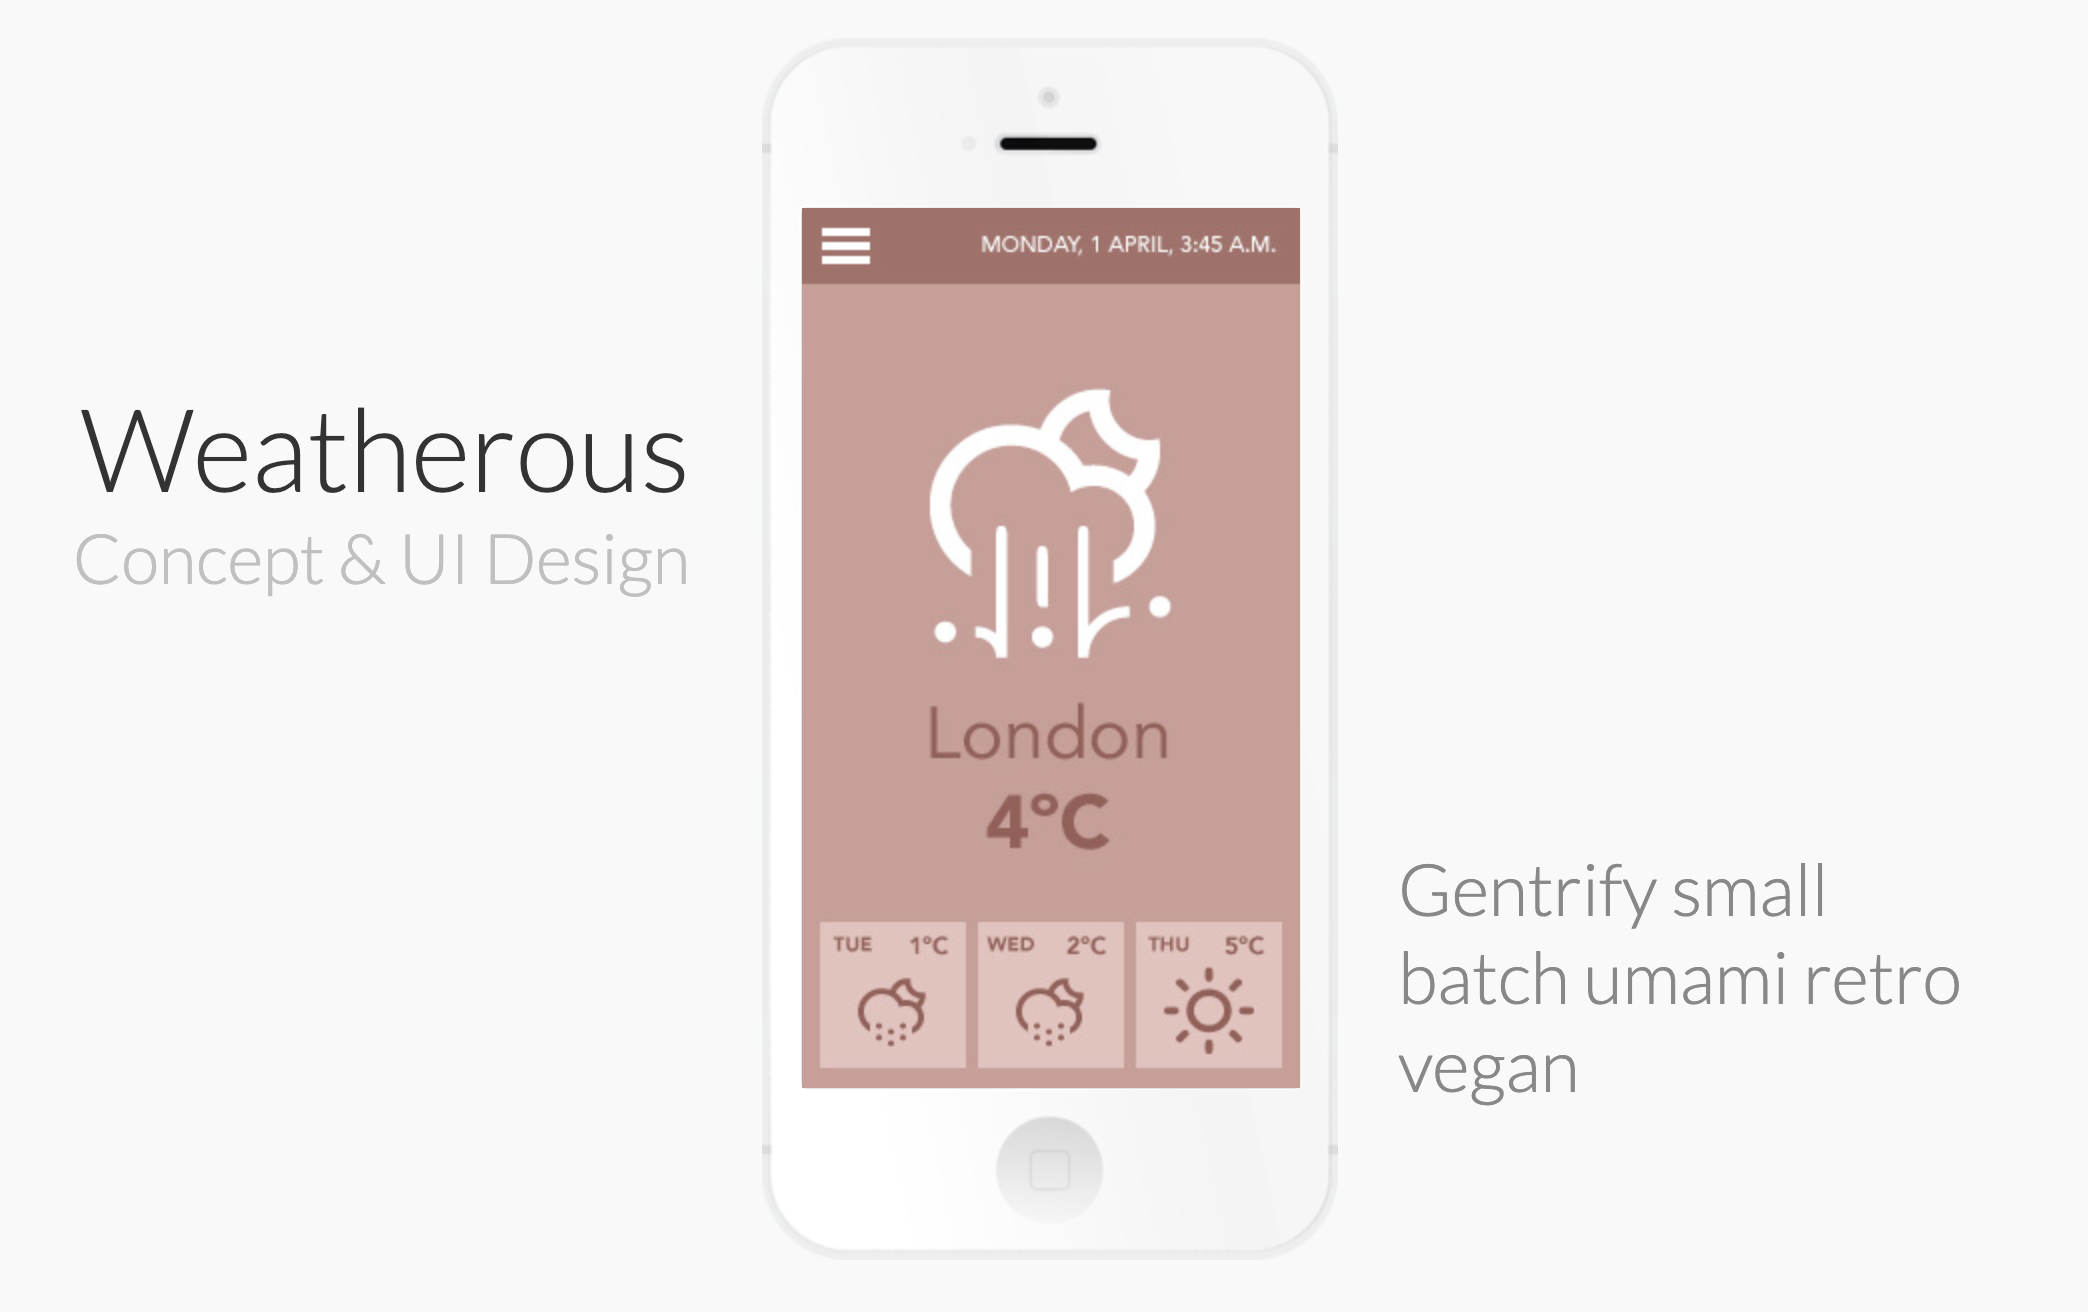 Weatherous
Concept & UI Design
MONDAY, 1 APRIL, 3:45 A.M.
London
4°C
TUE 1°C
WED 2°C
THU 5°C
Gentrify small
batch umami retro
vegan